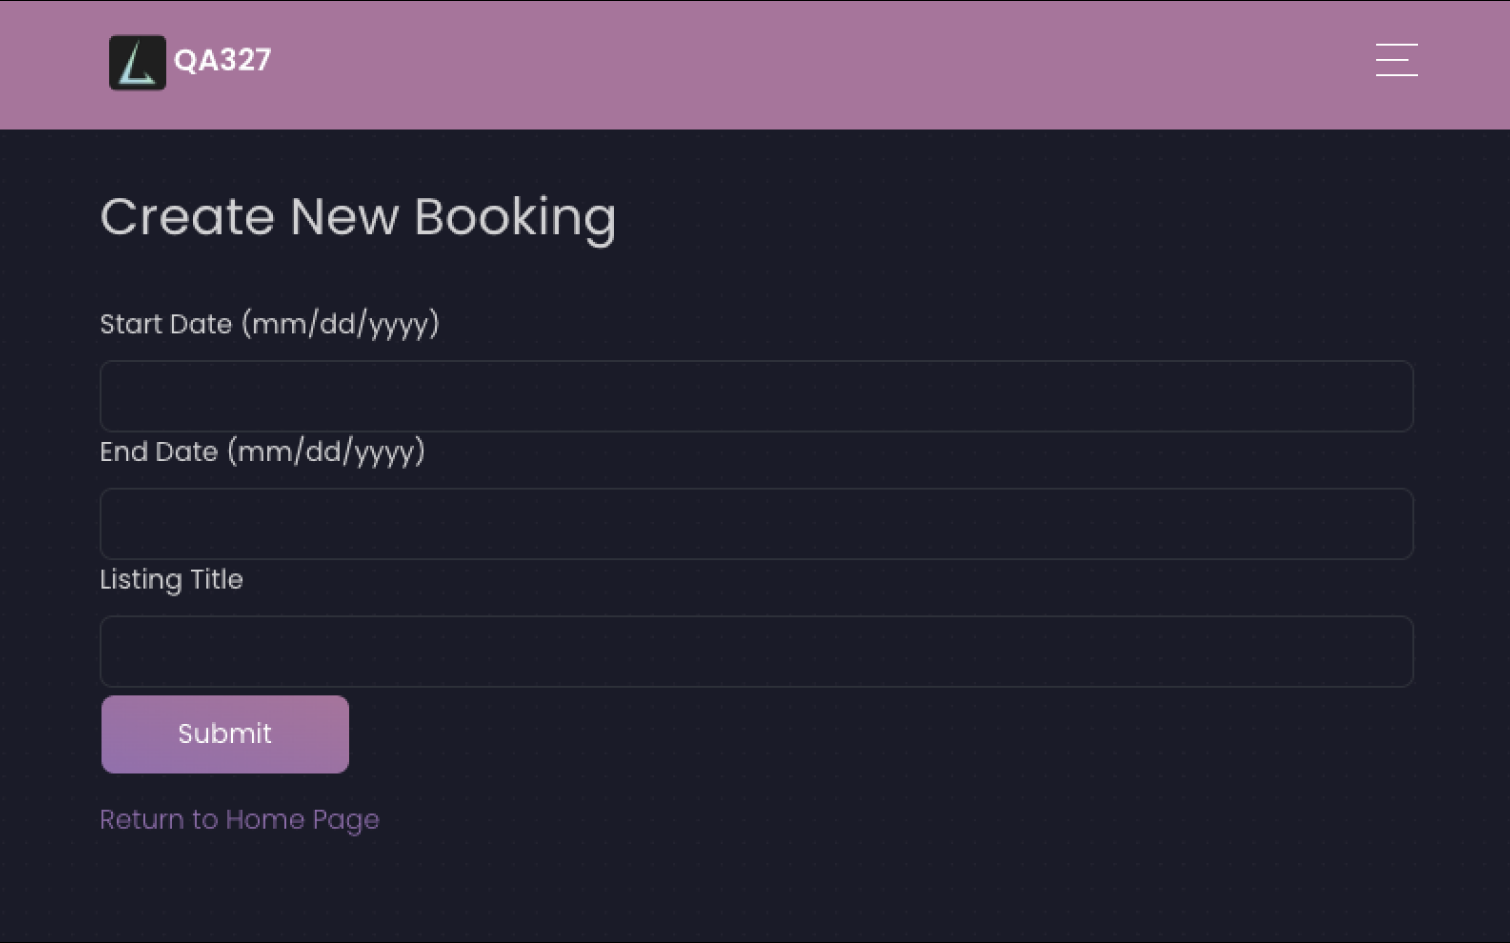 QA327
Create New Booking
Start Date (mm/dd/yyyy)
End Date (mm/dd/yyyy)
Listing Title
Submit
Return to Home Page